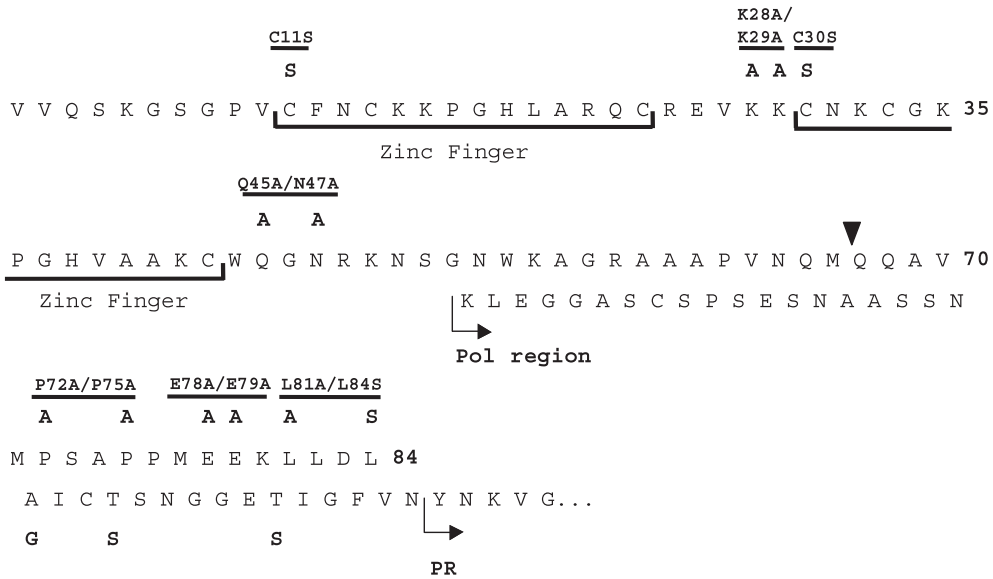 K28A/
C11S K29A C30S
S A A S
V V Q S K G S G P V C F N C K K P G H L A R Q C R E V K K C N K C G K 35
Zinc Finger
Q45A/N47A
A A
P G H V A A K C W Q G N R K N S G N W K A G R A A A P V N Q M Q Q A V 70
Zinc Finger K L E G G A S C S P S E S N A A S S N
Pol region
P72A/P75A E78A/E79A L81A/L84S
A A A A A S
M P S A P P M E E K L L D L 84
A I C T S N G G E T I G F V N Y N K V G...
G S S
PR